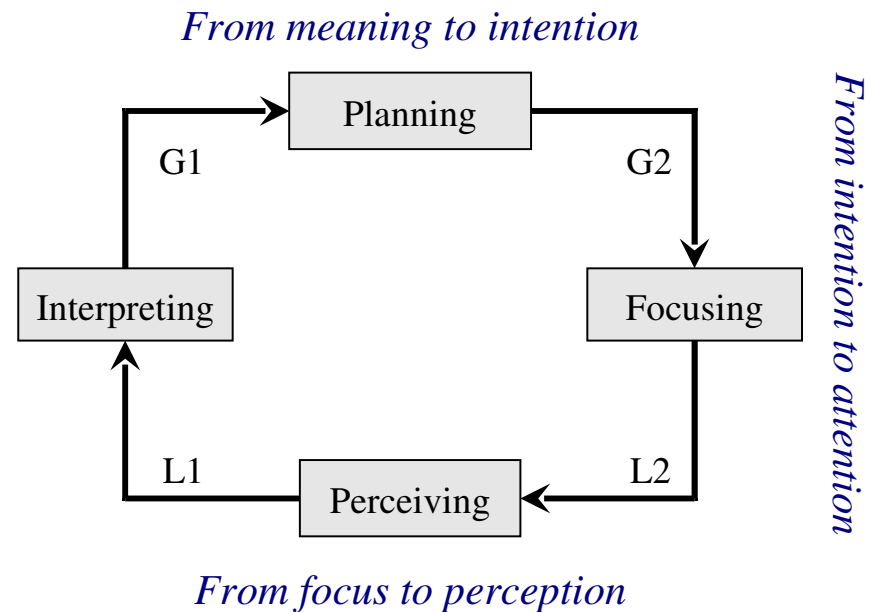 From meaning to intention
Planning
G1
G2
From intention to attention
Interpreting
Focusing
L1
L2
Perceiving
From focus to perception